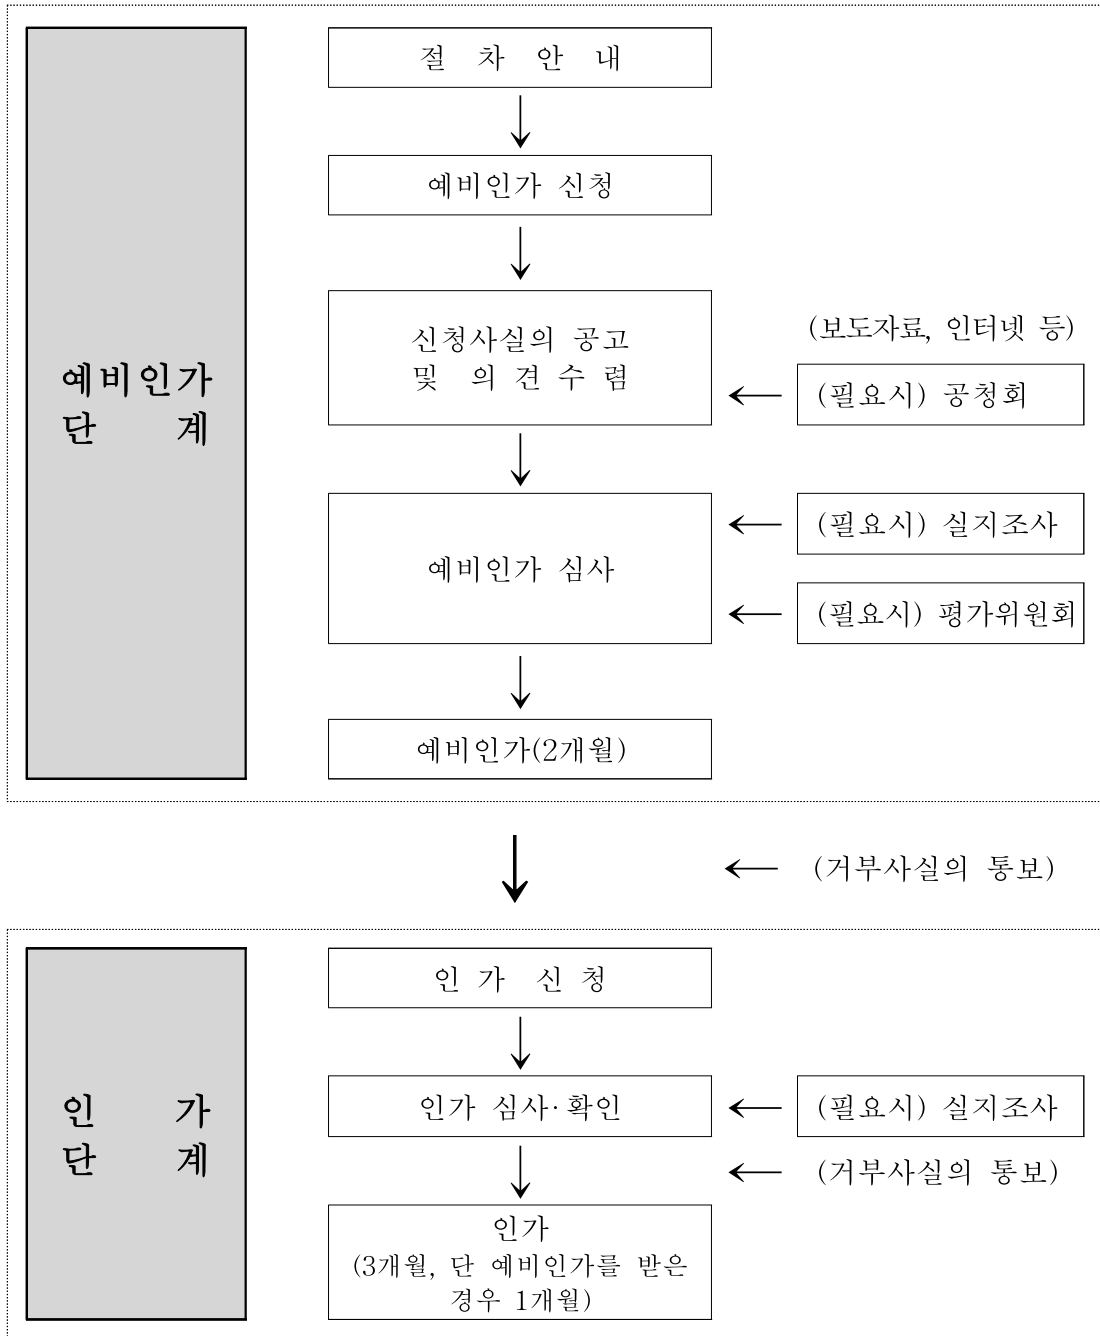 절 차 안 내
예비인가 신청
신청사실의 공고
및 의 견 수 렴
(보도자료, 인터넷 등)
(필요시) 공청회
예비인가
단 계
예비인가 심사
(필요시) 실지조사
(필요시) 평가위원회
예비인가(2개월)
(거부사실의 통보)
인 가 신 청
인 가
단 계
인가 심사·확인
(필요시) 실지조사
(거부사실의 통보)
인가
(3개월, 단 예비인가를 받은
경우 1개월)